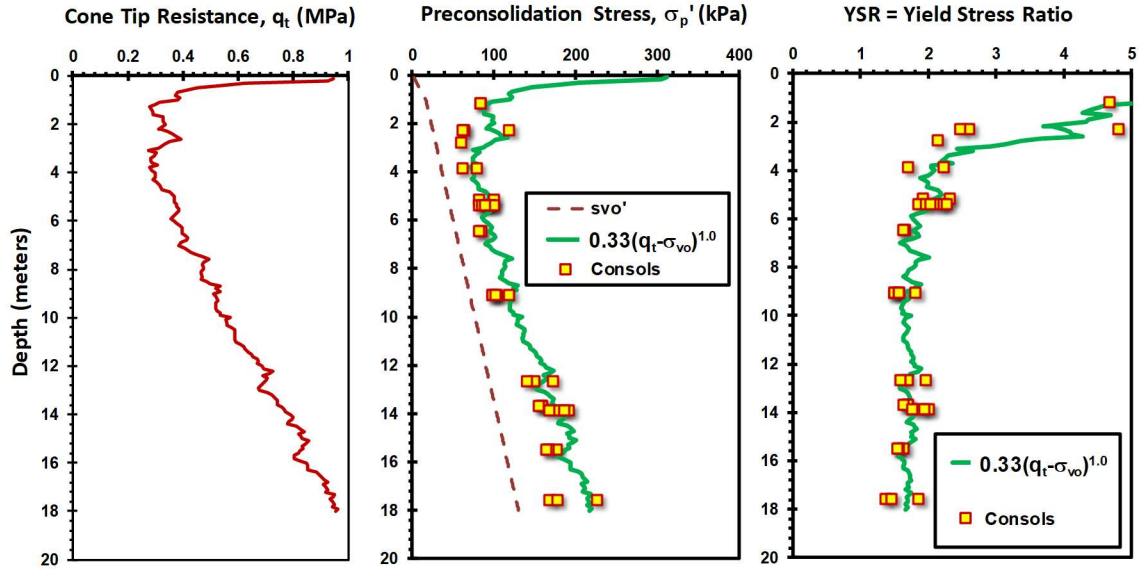 Cone Tip Resistance, qt (MPa)
0 0.2 0.4 0.6 0.8 1
0
2
4
6
8
10
12
14
16
18
20
Depth (meters)
Preconsolidation Stress, σp' (kPa)
0 100 200 300 400
0
2
4
6
8
10
12
14
16
18
20
svo'
0.33(qt-σvo)1.0
Consols
YSR = Yield Stress Ratio
0 1 2 3 4 5
0
2
4
6
8
10
12
14
16
18
20
0.33(qt-σvo)1.0
Consols